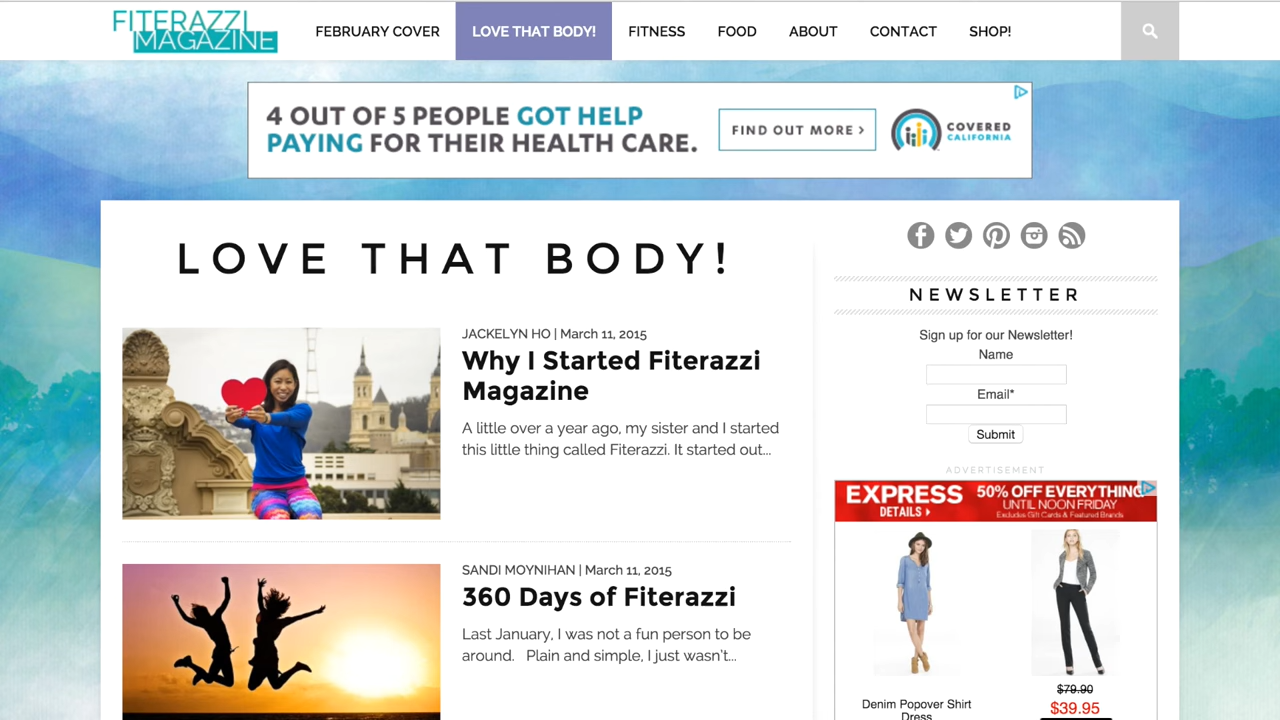 FITERAZZI
MAGAZINE
FEBRUARY COVER
LOVE THAT BODY!
FITNESS
FOOD
ABOUT
CONTACT
SHOP!
4 OUT OF 5 PEOPLE GOT HELP
PAYING FOR THEIR HEALTH CARE.
FIND OUT MORE >
COVERED
CALIFORNIA
LOVE THAT BODY!
JACKELYN HO | March 11, 2015
Why I Started Fiterazzi
Magazine
A little over a year ago, my sister and I started
this little thing called Fiterazzi. It started out...
SANDI MOYNIHAN | March 11, 2015
360 Days of Fiterazzi
Last January, I was not a fun person to be
around. Plain and simple, I just wasn't...
NEWSLETTER
Sign up for our Newsletter!
Name
Email*
Submit
ADVERTISEMENT
EXPRESS
DETAILS
50% OFF EVERYTHING
UNTIL NOON FRIDAY
Excludes Gift Cards & Featured Brands
Denim Popover Shirt
Dress
$79.90
$39.95